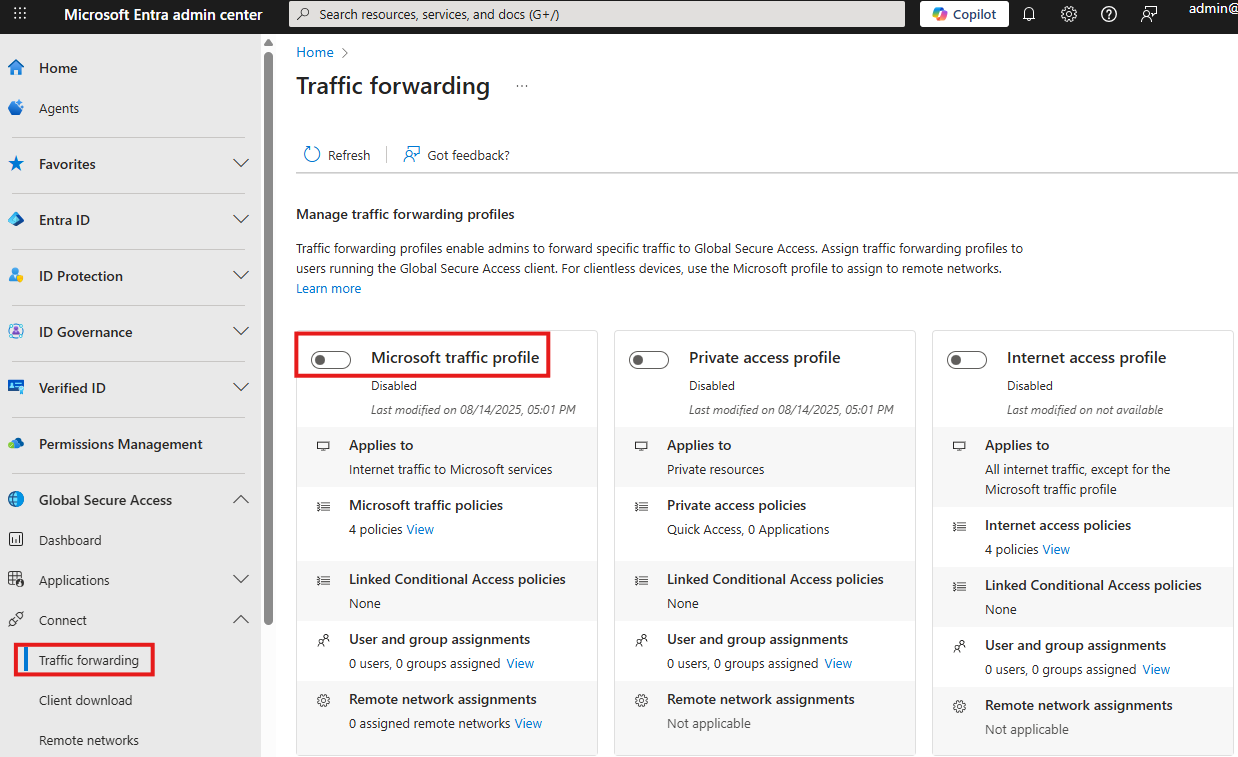 Microsoft Entra admin center
Search resources, services, and docs (G+/)
Copilot
admin@
Home
Agents
Favorites
Entra ID
ID Protection
ID Governance
Verified ID
Permissions Management
Global Secure Access
Dashboard
Applications
Connect
Traffic forwarding
Client download
Remote networks
Home
Traffic forwarding
Refresh
Got feedback?
Manage traffic forwarding profiles
Traffic forwarding profiles enable admins to forward specific traffic to Global Secure Access. Assign traffic forwarding profiles to
users running the Global Secure Access client. For clientless devices, use the Microsoft profile to assign to remote networks.
Learn more
Microsoft traffic profile
Disabled
Last modified on 08/14/2025, 05:01 PM
Applies to
Internet traffic to Microsoft services
Microsoft traffic policies
4 policies View
Linked Conditional Access policies
None
User and group assignments
0 users, 0 groups assigned View
Remote network assignments
0 assigned remote networks View
Private access profile
Disabled
Last modified on 08/14/2025, 05:01 PM
Applies to
Private resources
Private access policies
Quick Access, 0 Applications
Linked Conditional Access policies
None
User and group assignments
0 users, 0 groups assigned View
Remote network assignments
Not applicable
Internet access profile
Disabled
Last modified on not available
Applies to
All internet traffic, except for the
Microsoft traffic profile
Internet access policies
4 policies View
Linked Conditional Access policies
None
User and group assignments
0 users, 0 groups assigned View
Remote network assignments
Not applicable